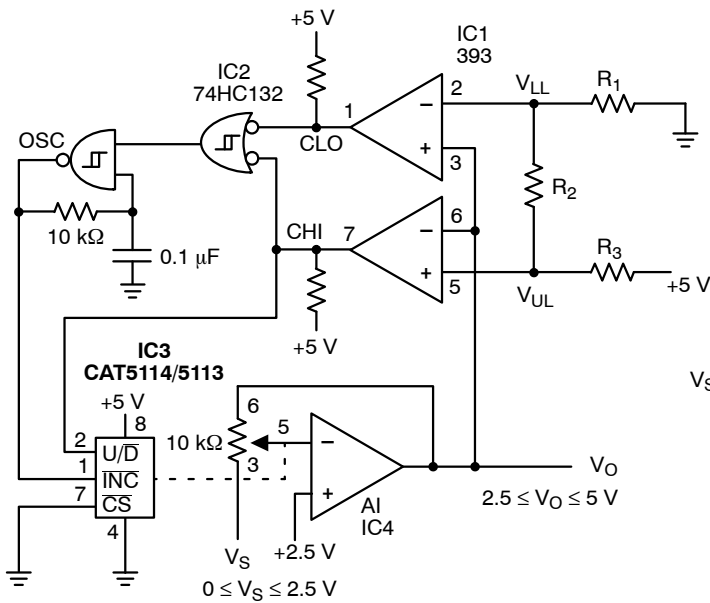 +5 V
IC1
393
IC2
74HC132
2
V_LL
R1
1
−
OSC
CLO
+
3
R2
10 kΩ
CHI
7
6
−
0.1 µF
+
5
V_UL
R3
+5 V
+5 V
IC3
CAT5114/5113
+5 V
8
V_S
2
U/D̅
6
5
10 kΩ
−
1
I̅N̅C̅
3
7
C̅S̅
+
AI
IC4
V_O
2.5 ≤ V_O ≤ 5 V
4
V_S
+2.5 V
0 ≤ V_S ≤ 2.5 V